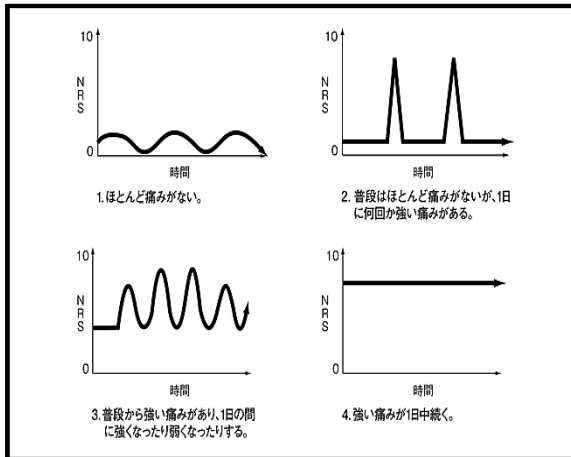 10
NRS
0
時間
1.ほとんど痛みがない。
10
NRS
0
時間
2. 普段はほとんど痛みがないが、1日
に何回か強い痛みがある。
10
NRS
0
時間
3.普段から強い痛みがあり、1日の間
に強くなったり弱くなったりする。
10
NRS
0
時間
4.強い痛みが1日中続く。